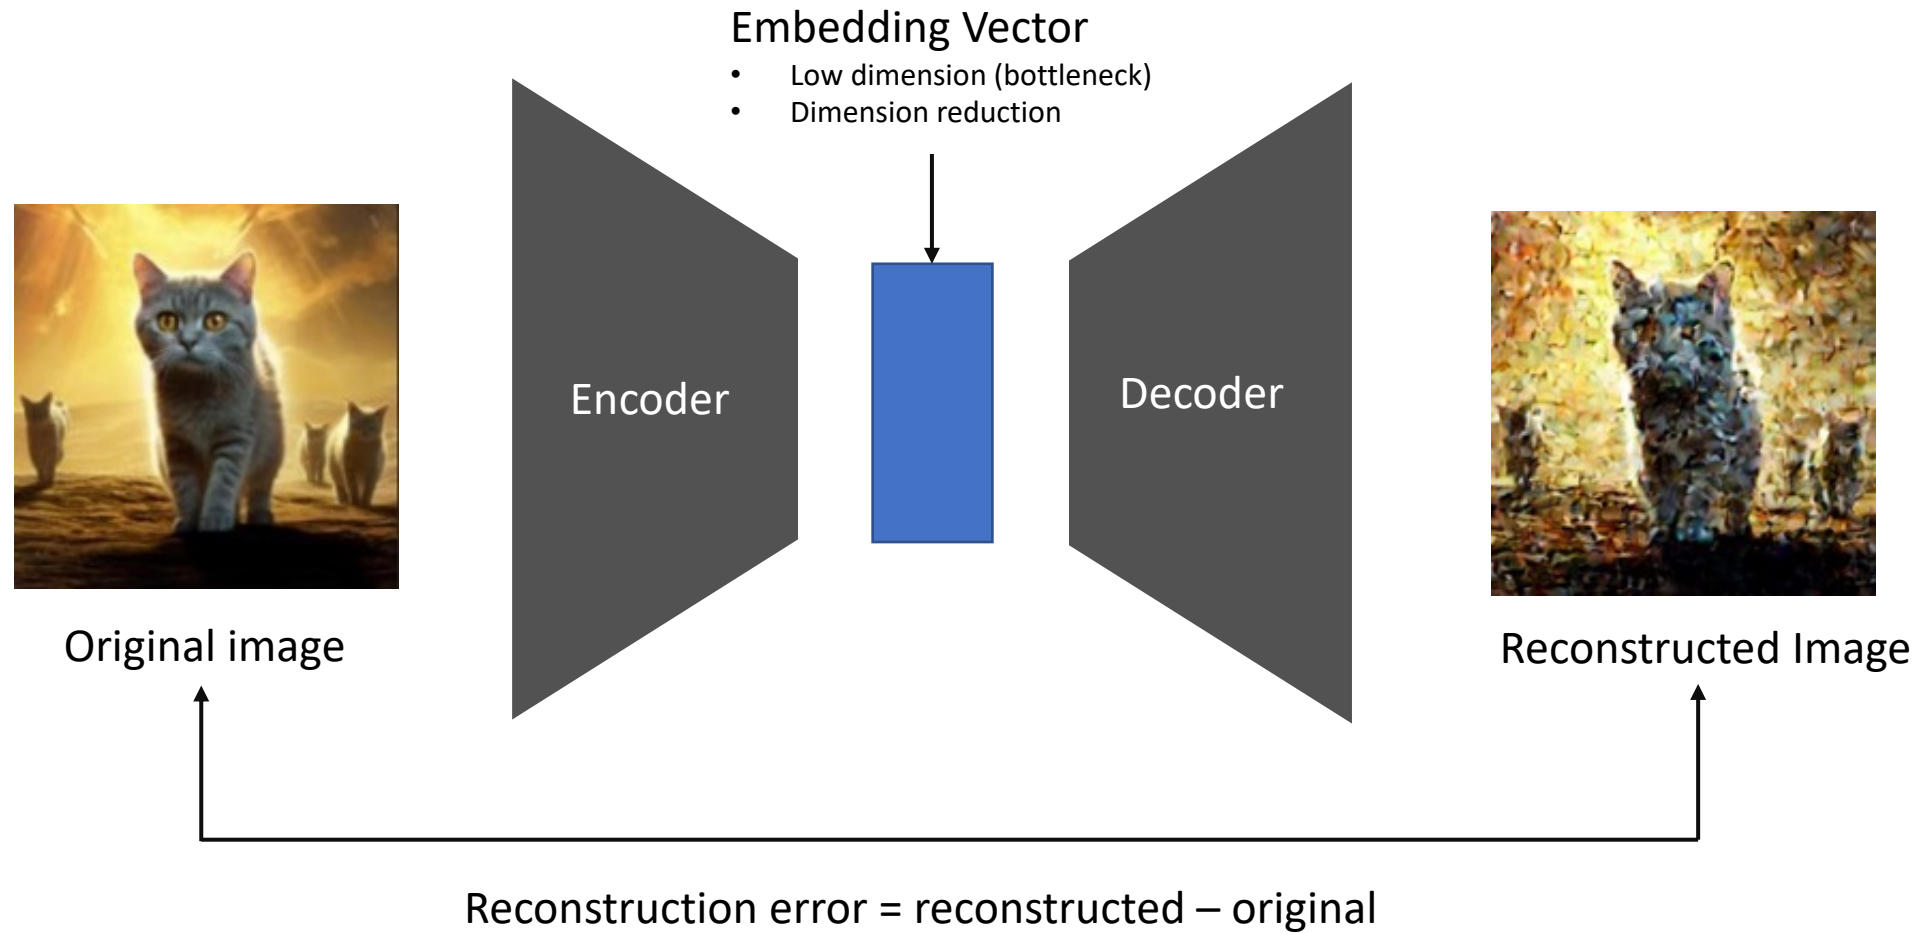 Embedding Vector
• Low dimension (bottleneck)
• Dimension reduction
Encoder
Decoder
Original image
Reconstructed Image
Reconstruction error = reconstructed – original